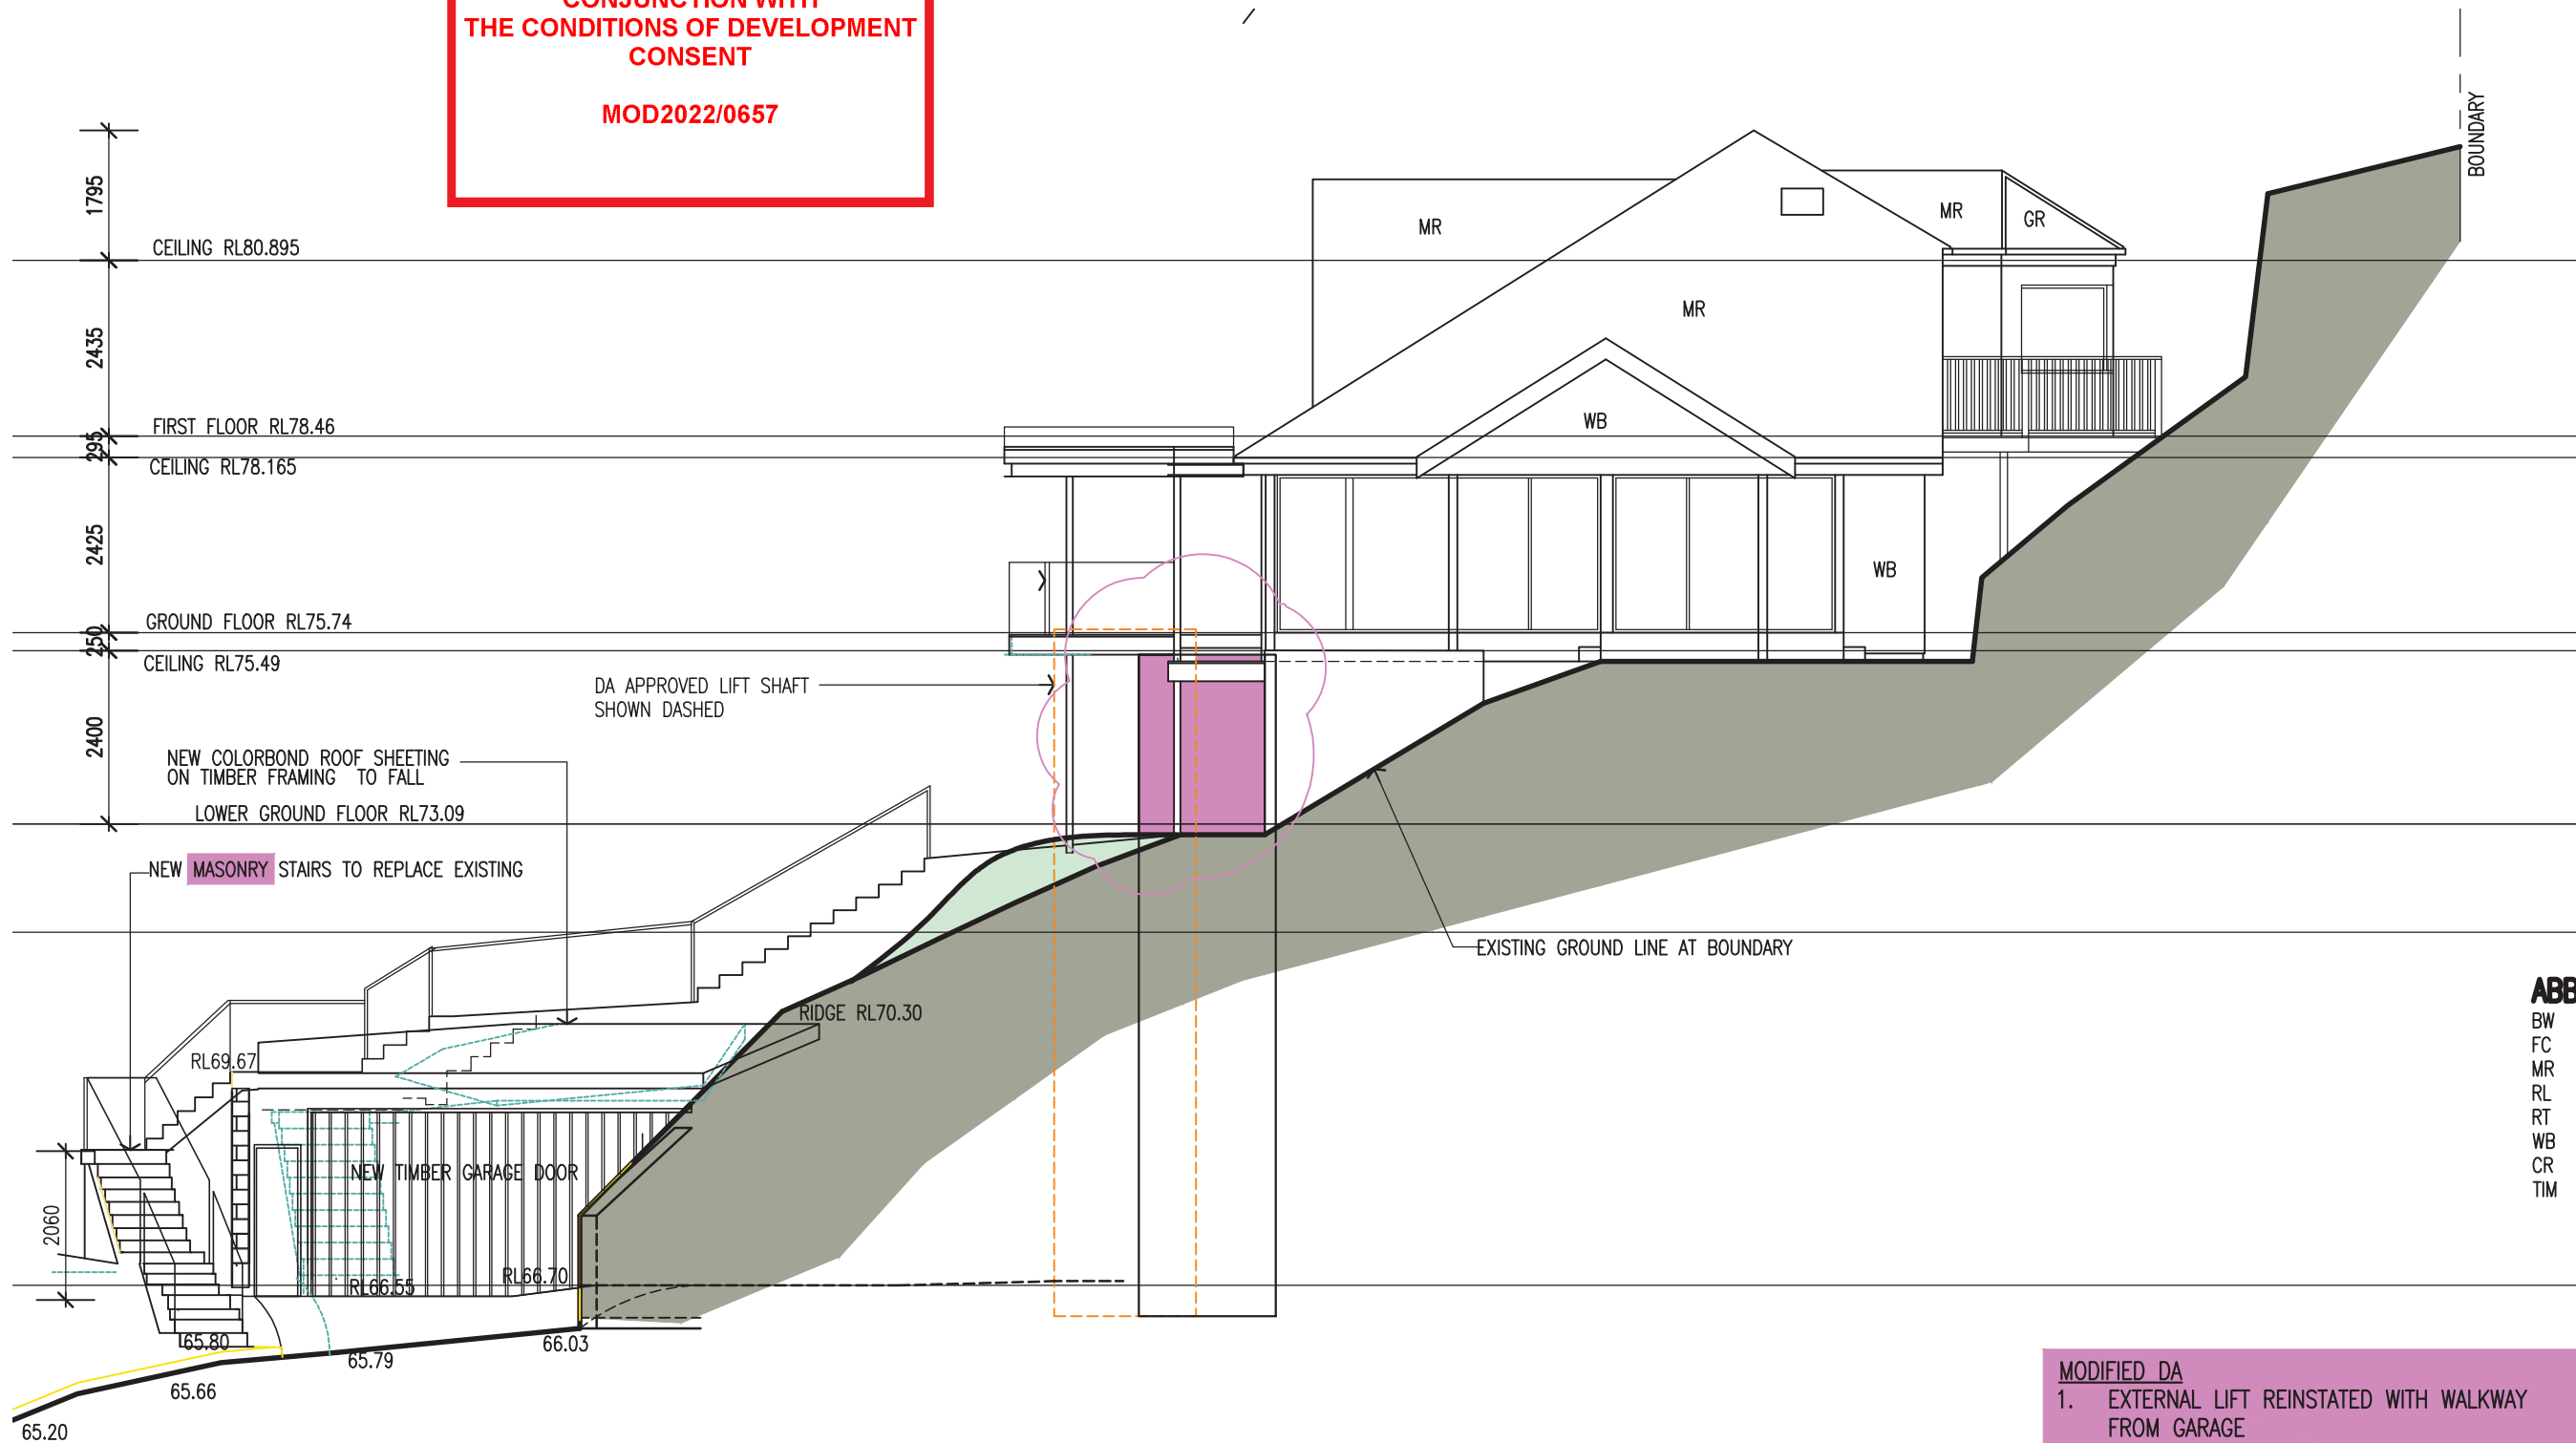 CONJUNCTION WITH
THE CONDITIONS OF DEVELOPMENT
CONSENT
MOD2022/0657
BOUNDARY
1795
CEILING RL80.895
MR
MR
GR
2435
MR
WB
FIRST FLOOR RL78.46
295
CEILING RL78.165
2425
WB
GROUND FLOOR RL75.74
250
CEILING RL75.49
DA APPROVED LIFT SHAFT
SHOWN DASHED
2400
NEW COLORBOND ROOF SHEETING
ON TIMBER FRAMING TO FALL
LOWER GROUND FLOOR RL73.09
NEW MASONRY STAIRS TO REPLACE EXISTING
EXISTING GROUND LINE AT BOUNDARY
RIDGE RL70.30
RL69.67
NEW TIMBER GARAGE DOOR
2060
RL66.70
RL66.55
65.80
66.03
65.79
65.66
65.20
ABB
BW
FC
MR
RL
RT
WB
CR
TIM
MODIFIED DA
1. EXTERNAL LIFT REINSTATED WITH WALKWAY
FROM GARAGE